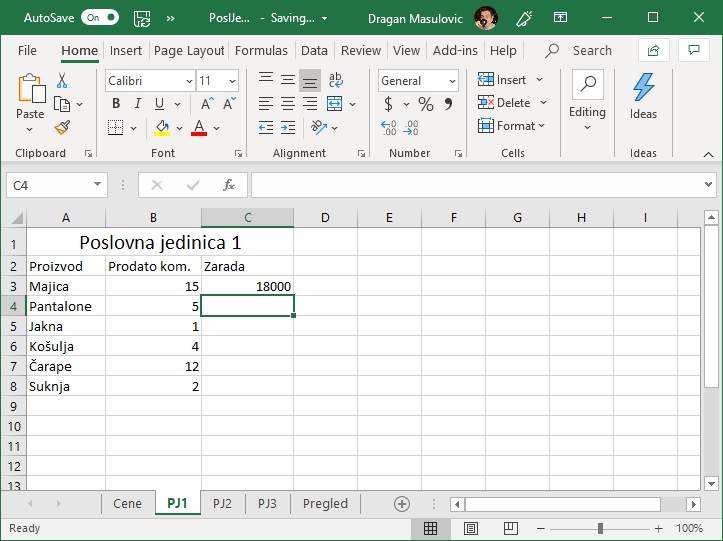 AutoSave On » PoslJe... - Saving... Dragan Masulovic
File Home Insert Page Layout Formulas Data Review View Add-ins Help Search
Paste Calibri 11 General Insert
B I U A A $ % 9 Delete Editing Ideas
A Format
Clipboard Font Alignment Number Cells Ideas
C4 fx
A B C D E F G H I
1 Poslovna jedinica 1
2 Proizvod Prodato kom. Zarada
3 Majica 15 18000
4 Pantalone 5
5 Jakna 1
6 Košulja 4
7 Čarape 12
8 Suknja 2
9
10
11
12
13
Cene PJ1 PJ2 PJ3 Pregled
Ready 100%